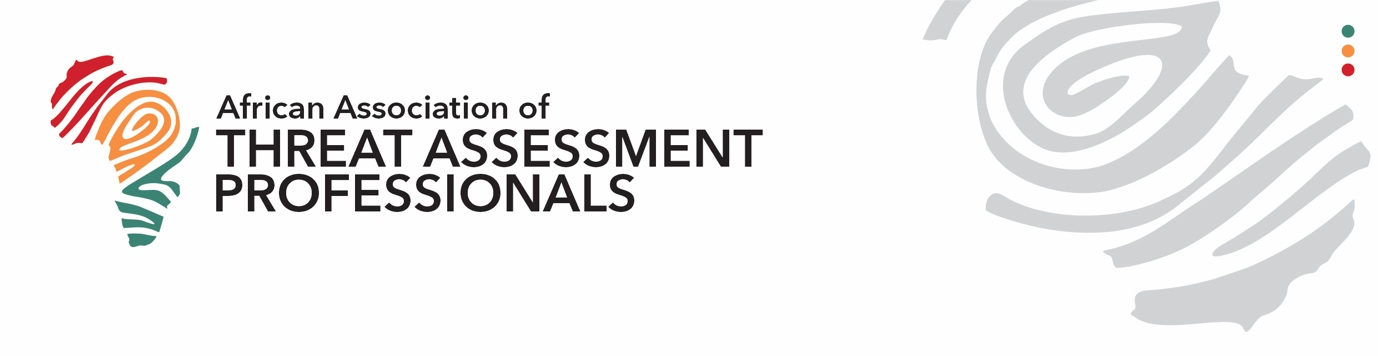 African Association of
THREAT ASSESSMENT
PROFESSIONALS